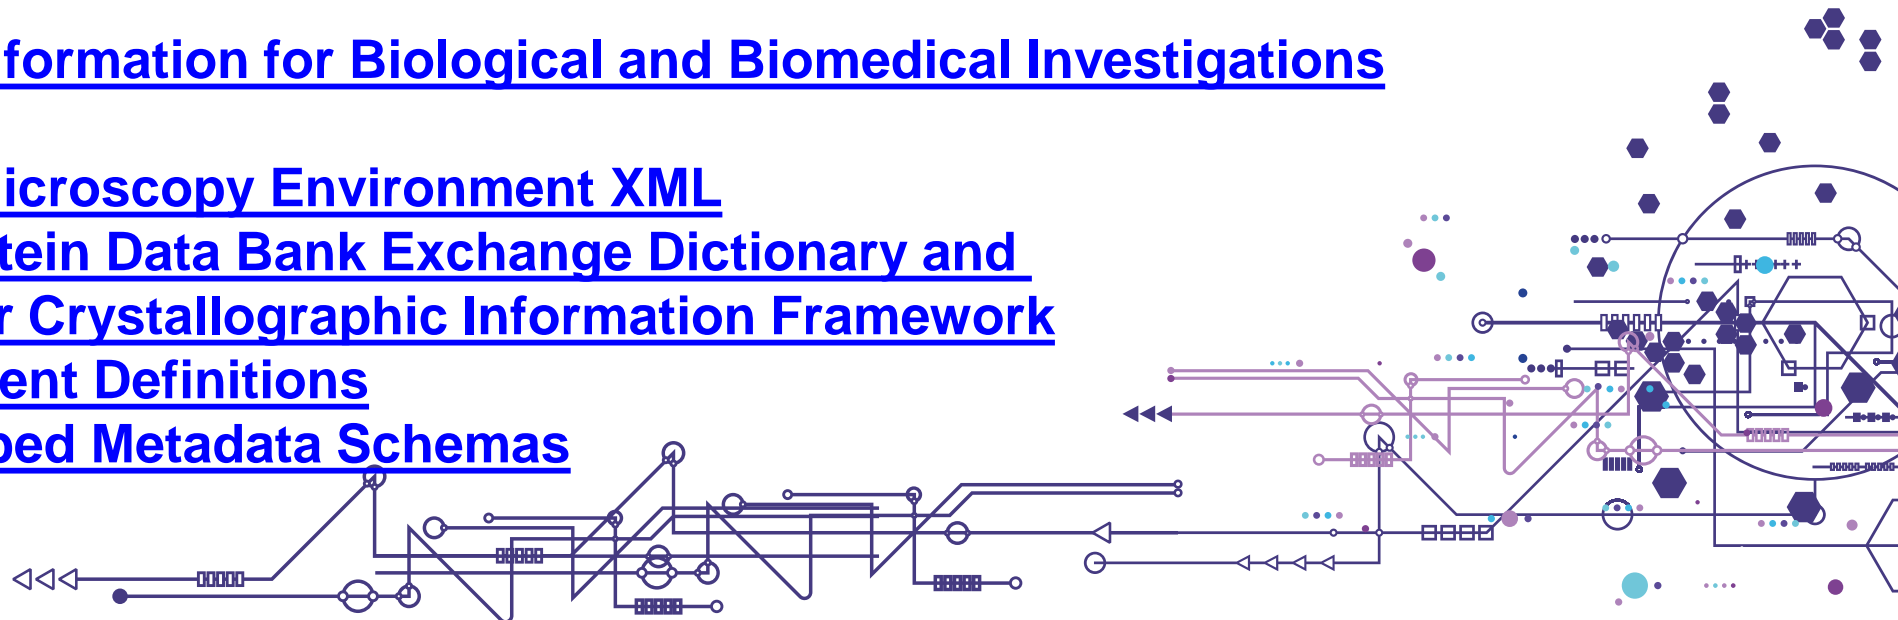 formation for Biological and Biomedical Investigations
icroscopy Environment XML
tein Data Bank Exchange Dictionary and
r Crystallographic Information Framework
ent Definitions
ped Metadata Schemas